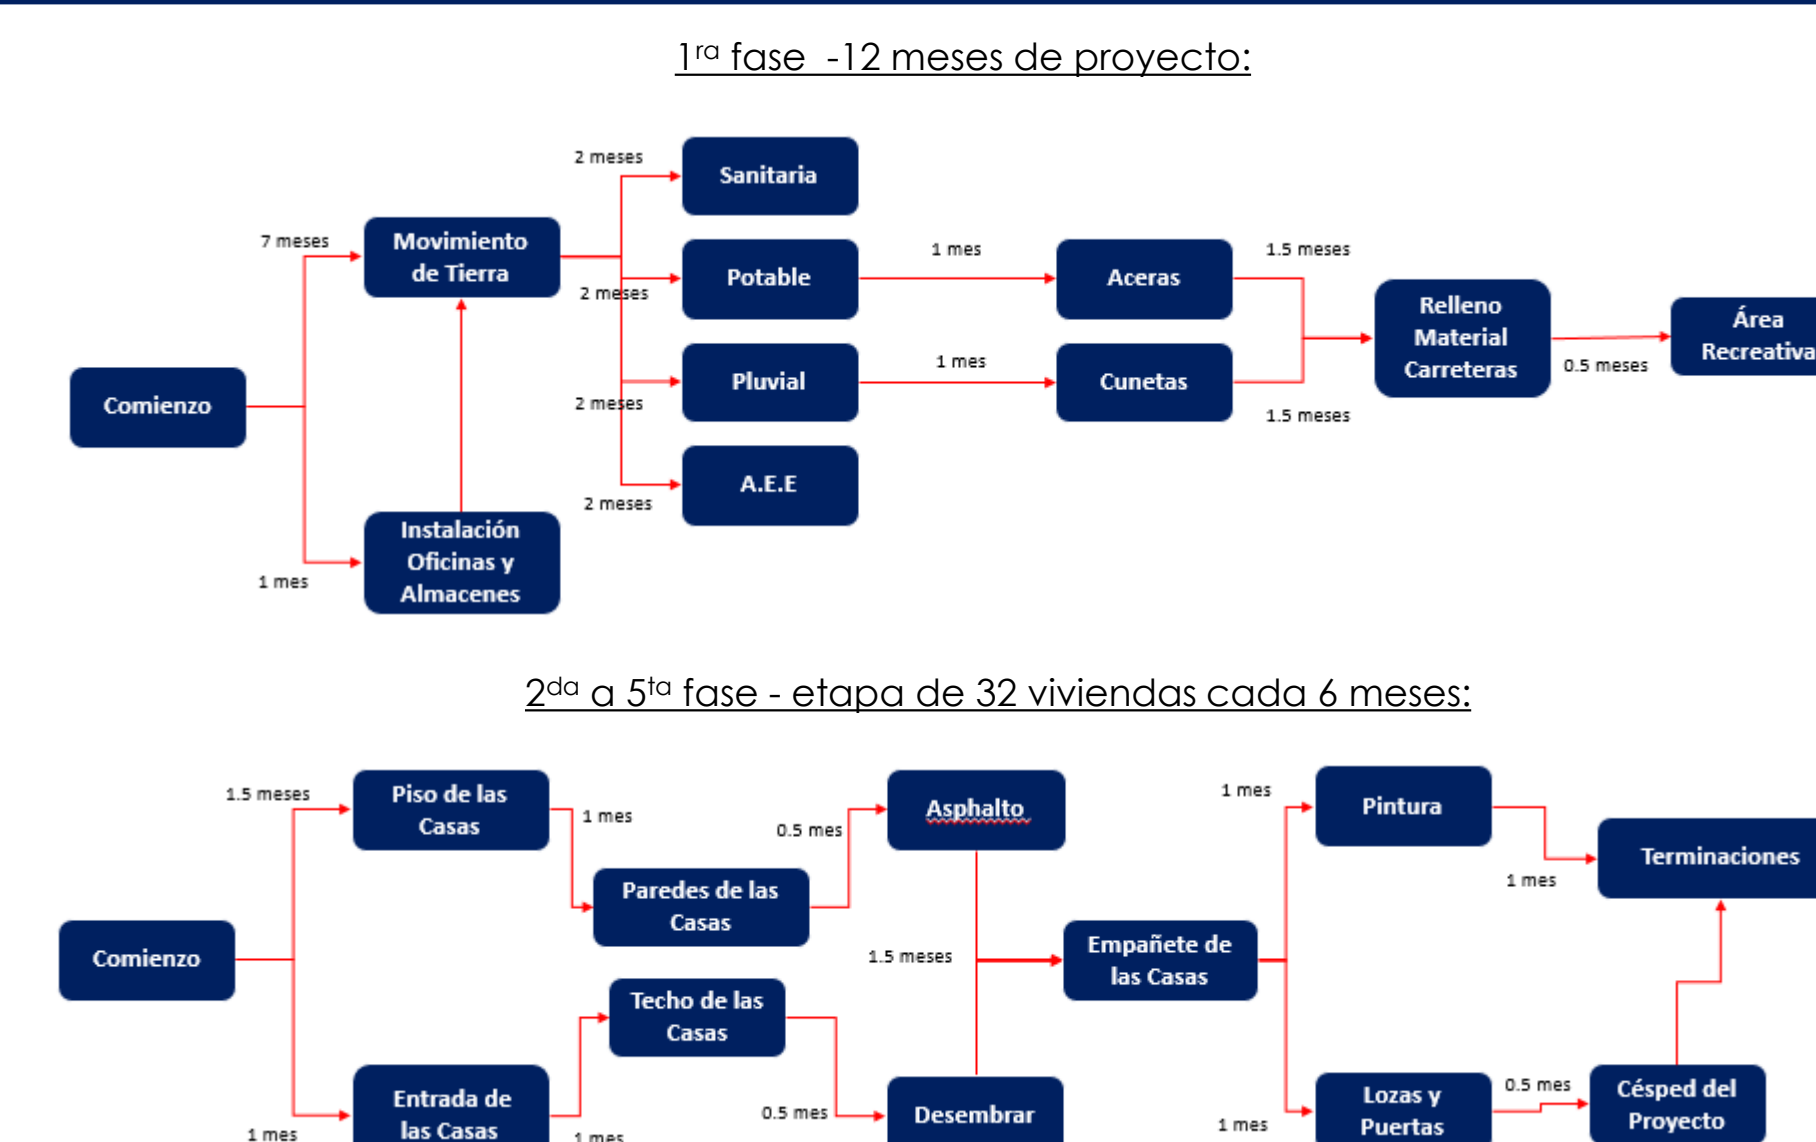 1ra fase -12 meses de proyecto:
2 meses
Sanitaria
7 meses
Movimiento
de Tierra
2 meses
Potable
1 mes
Aceras
1.5 meses
Relleno
Material
Carreteras
0.5 meses
Área
Recreativa
Comienzo
2 meses
Pluvial
1 mes
Cunetas
1.5 meses
2 meses
A.E.E
1 mes
Instalación
Oficinas y
Almacenes
2da a 5ta fase - etapa de 32 viviendas cada 6 meses:
1.5 meses
Piso de las
Casas
1 mes
0.5 mes
Asphalto
1 mes
Pintura
Paredes de las
Casas
1 mes
Terminaciones
Comienzo
1.5 meses
Empañete de
las Casas
Techo de las
Casas
1 mes
Entrada de
las Casas
1 mes
0.5 mes
Desembrar
1 mes
Lozas y
Puertas
0.5 mes
Césped del
Proyecto